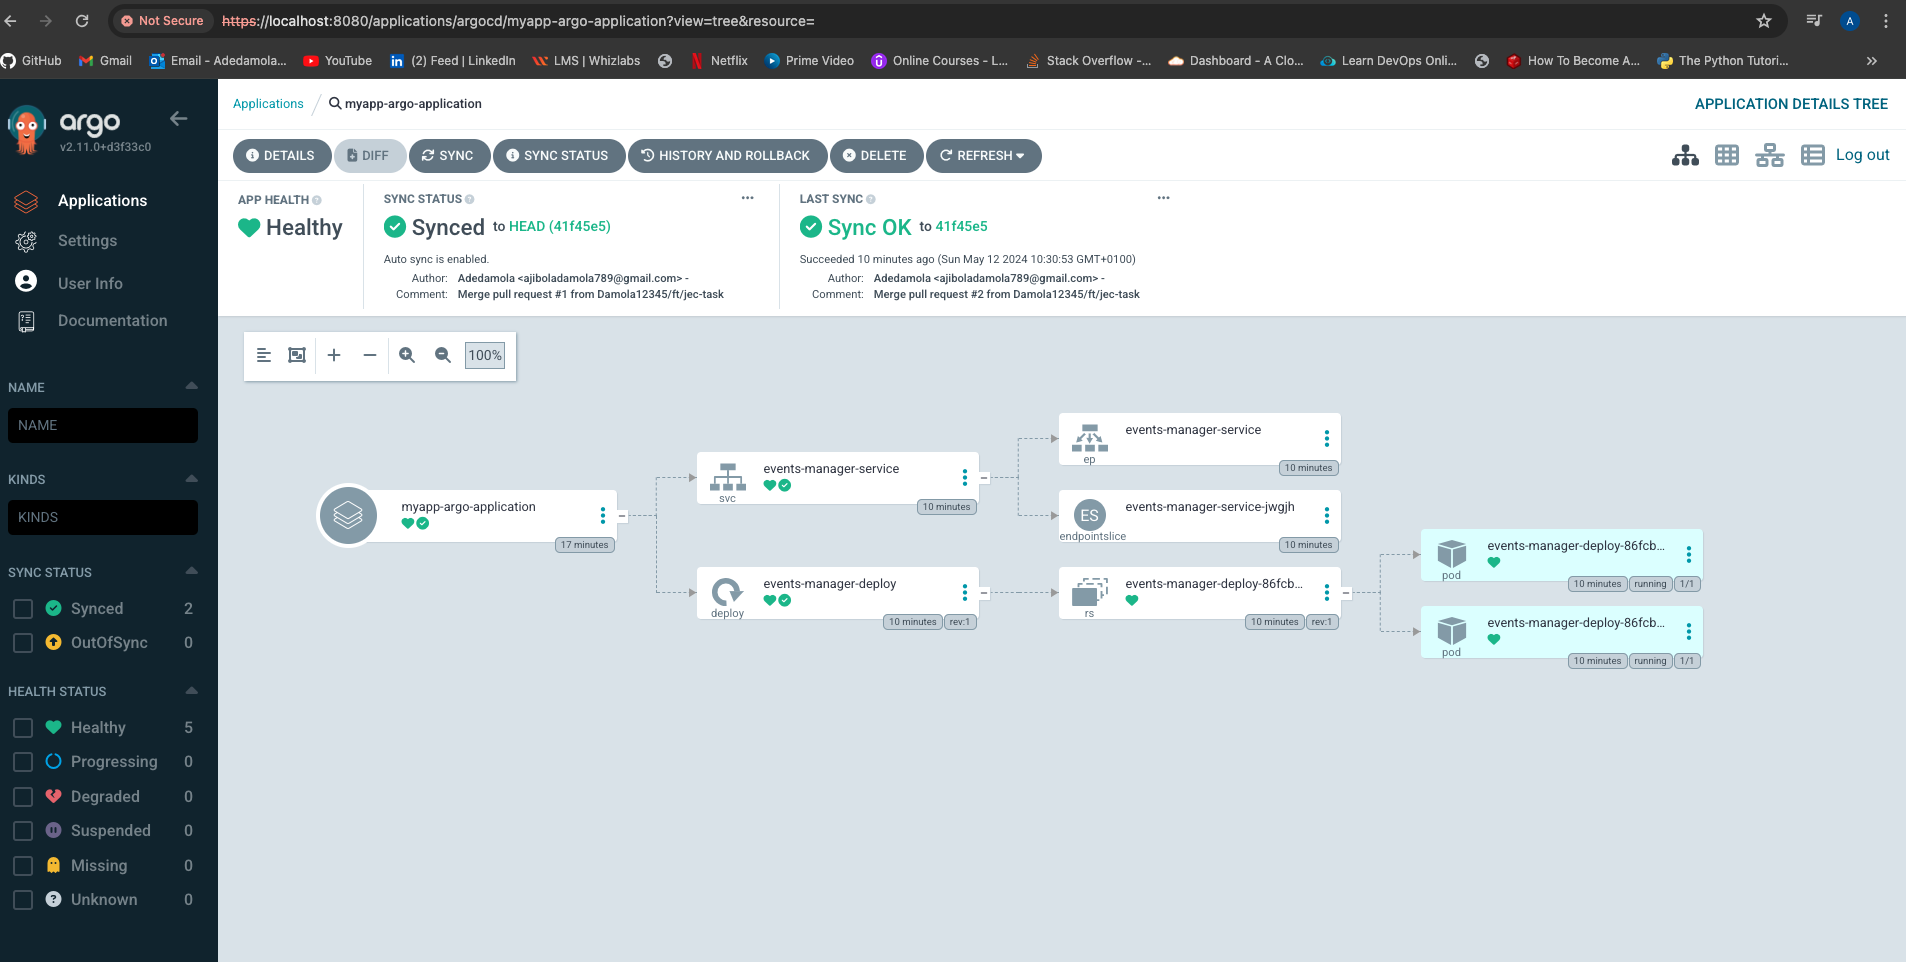 Not Secure https://localhost:8080/applications/argocd/myapp-argo-application?view=tree&resource= A
GitHub Gmail Email - Adedamola... YouTube (2) Feed | LinkedIn LMS | Whizlabs Netflix Prime Video Online Courses - L... Stack Overflow -... Dashboard - A Clo... Learn DevOps Onli... How To Become A... The Python Tutori... »
argo
v2.11.0+d3f33c0
Applications
Settings
User Info
Documentation
NAME
NAME
KINDS
KINDS
SYNC STATUS
Synced 2
OutOfSync 0
HEALTH STATUS
Healthy 5
Progressing 0
Degraded 0
Suspended 0
Missing 0
Unknown 0
Applications / myapp-argo-application
APPLICATION DETAILS TREE
DETAILS DIFF SYNC SYNC STATUS HISTORY AND ROLLBACK DELETE REFRESH
Log out
APP HEALTH
Healthy
SYNC STATUS
Synced to HEAD (41f45e5)
Auto sync is enabled.
Author: Adedamola <ajiboladamola789@gmail.com> -
Comment: Merge pull request #1 from Damola12345/ft/jec-task
LAST SYNC
Sync OK to 41f45e5
Succeeded 10 minutes ago (Sun May 12 2024 10:30:53 GMT+0100)
Author: Adedamola <ajiboladamola789@gmail.com> -
Comment: Merge pull request #2 from Damola12345/ft/jec-task
100%
myapp-argo-application
17 minutes
events-manager-service
svc
10 minutes
events-manager-deploy
deploy
10 minutes rev:1
events-manager-service
ep
10 minutes
ES
events-manager-service-jwgjh
endpointslice
10 minutes
events-manager-deploy-86fcb...
rs
10 minutes rev:1
events-manager-deploy-86fcb...
pod
10 minutes running 1/1
events-manager-deploy-86fcb...
pod
10 minutes running 1/1